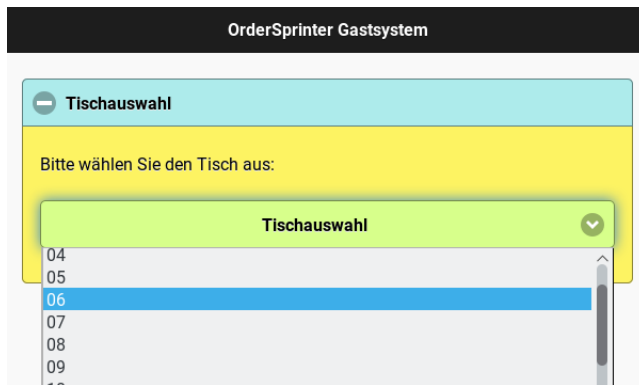 OrderSprinter Gastsystem
Tischauswahl
Bitte wählen Sie den Tisch aus:
Tischauswahl
04
05
06
07
08
09